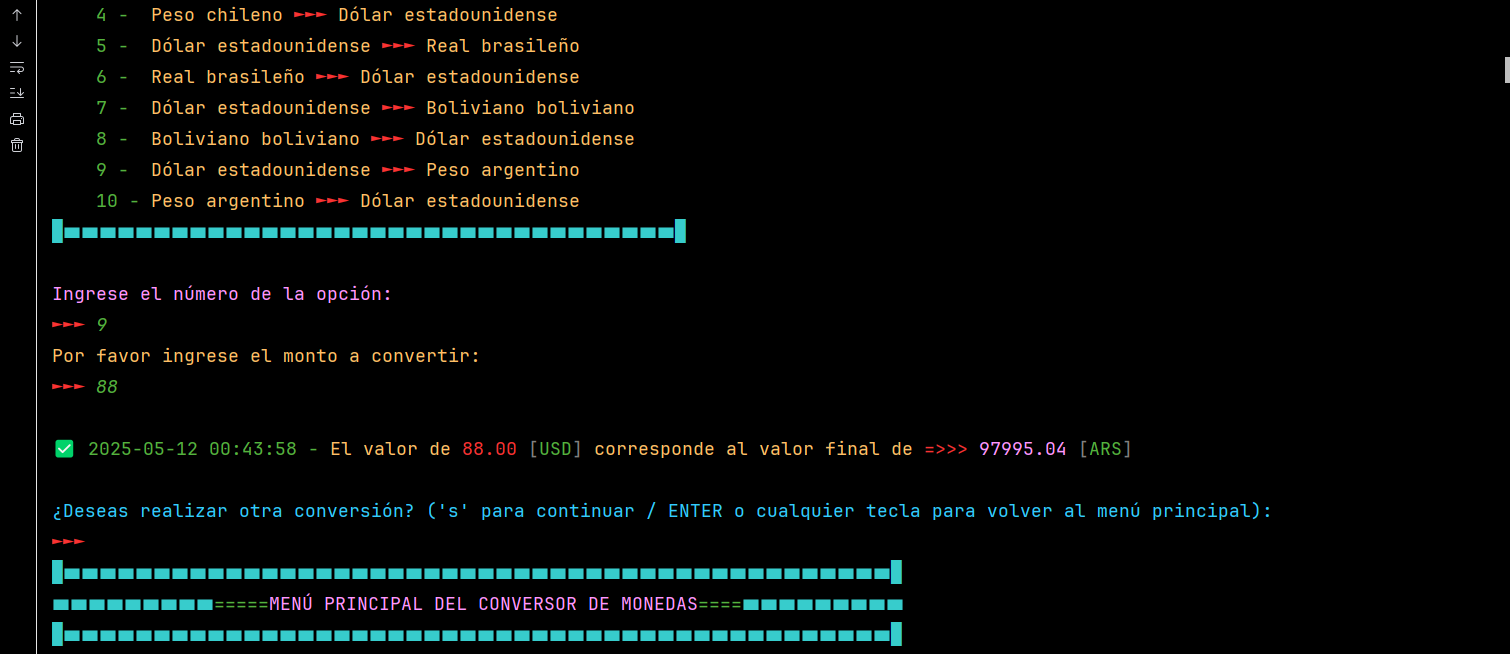 4 -  Peso chileno ►►► Dólar estadounidense
5 -  Dólar estadounidense ►►► Real brasileño
6 -  Real brasileño ►►► Dólar estadounidense
7 -  Dólar estadounidense ►►► Boliviano boliviano
8 -  Boliviano boliviano ►►► Dólar estadounidense
9 -  Dólar estadounidense ►►► Peso argentino
10 - Peso argentino ►►► Dólar estadounidense
Ingrese el número de la opción:
►►► 9
Por favor ingrese el monto a convertir:
►►► 88
✅ 2025-05-12 00:43:58 - El valor de 88.00 [USD] corresponde al valor final de =>>> 97995.04 [ARS]
¿Deseas realizar otra conversión? ('s' para continuar / ENTER o cualquier tecla para volver al menú principal):
►►►
=====MENÚ PRINCIPAL DEL CONVERSOR DE MONEDAS====